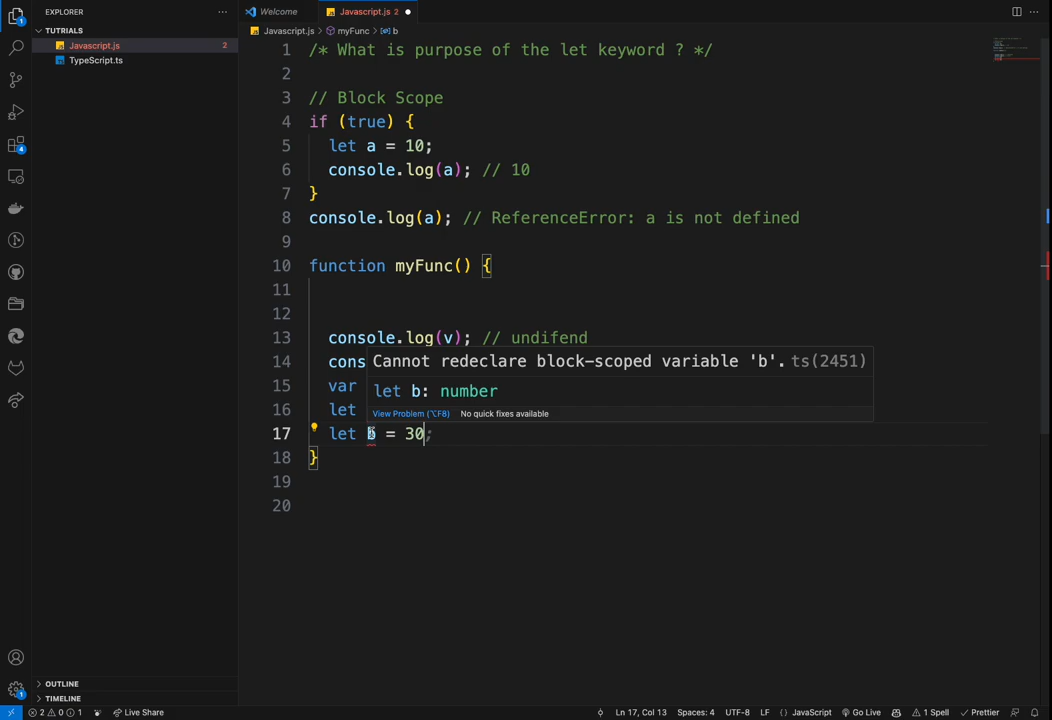 EXPLORER
Welcome
Javascript.js 2
TUTRIALS
Javascript.js 2
TypeScript.ts
Javascript.js > myFunc > b
1 /* What is purpose of the let keyword ? */
2
3 // Block Scope
4 if (true) {
5 let a = 10;
6 console.log(a); // 10
7 }
8 console.log(a); // ReferenceError: a is not defined
9
10 function myFunc() {
11
12
13 console.log(v); // undifend
14 cons
Cannot redeclare block-scoped variable 'b'. ts(2451)
15 var
let b: number
16 let
View Problem (⌥F8) No quick fixes available
17 let b = 30;
18 }
19
20
OUTLINE
TIMELINE
2 0 1 Live Share Ln 17, Col 13 Spaces: 4 UTF-8 LF {} JavaScript Go Live 1 Spell Prettier